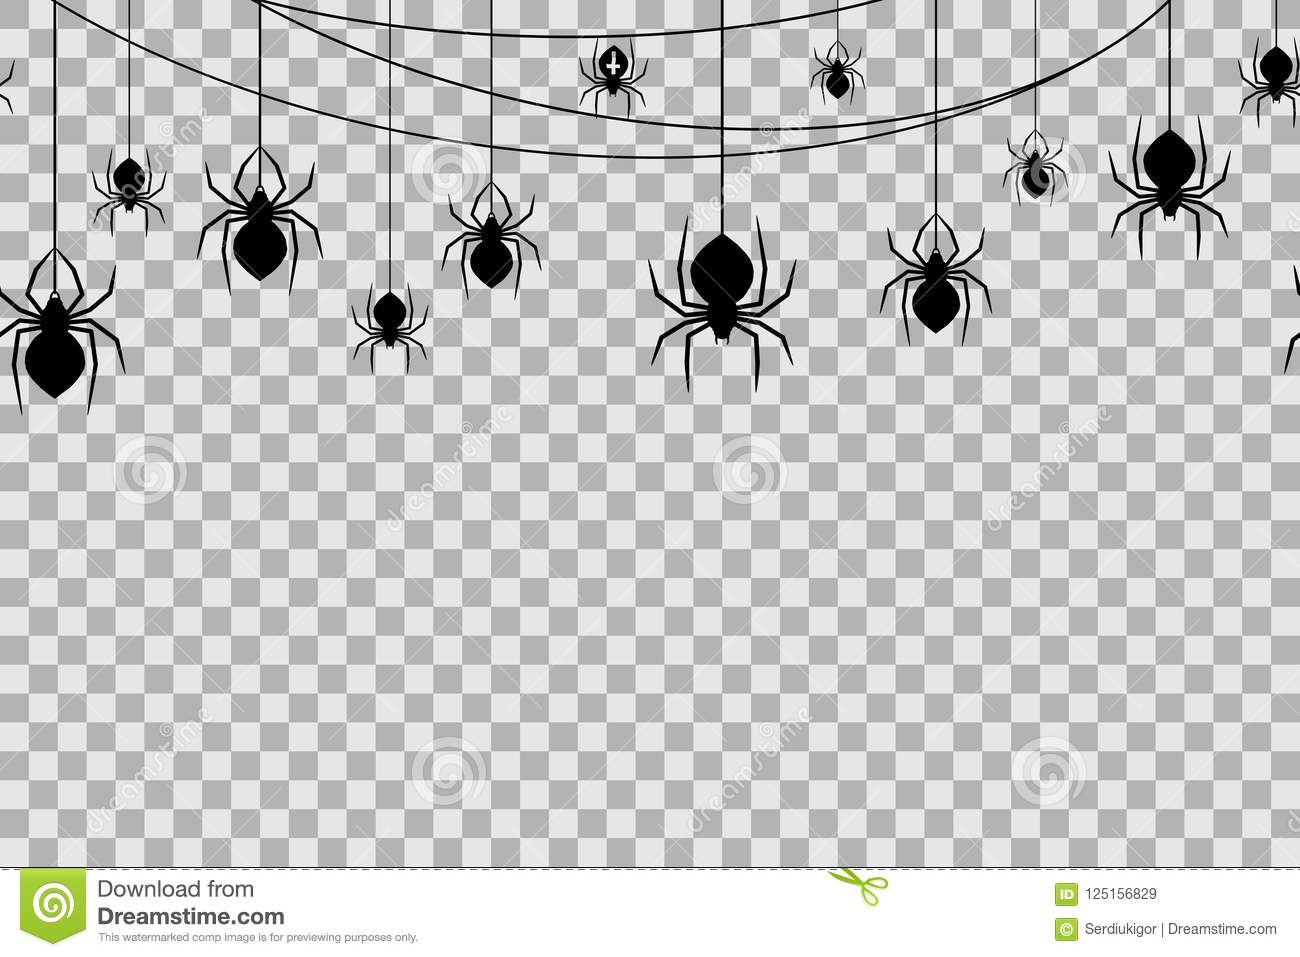 Download from
Dreamstime.com
This watermarked comp image is for previewing purposes only.
ID 125156829
© Serdiukigor | Dreamstime.com